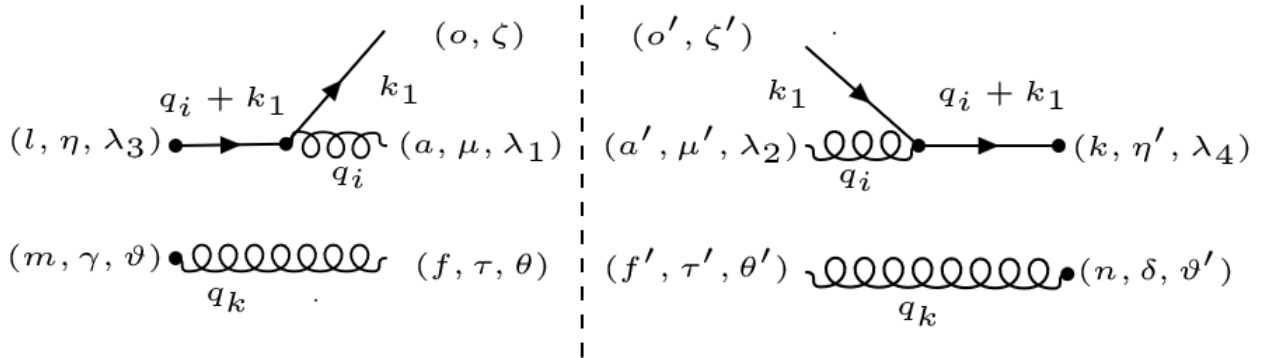 (o, ζ)
(o′, ζ′)
q_i + k_1
k_1
k_1
q_i + k_1
(l, η, λ_3)
(a, μ, λ_1)
(a′, μ′, λ_2)
(k, η′, λ_4)
q_i
q_i
(m, γ, ϑ)
(f, τ, θ)
(f′, τ′, θ′)
(n, δ, ϑ′)
q_k
q_k